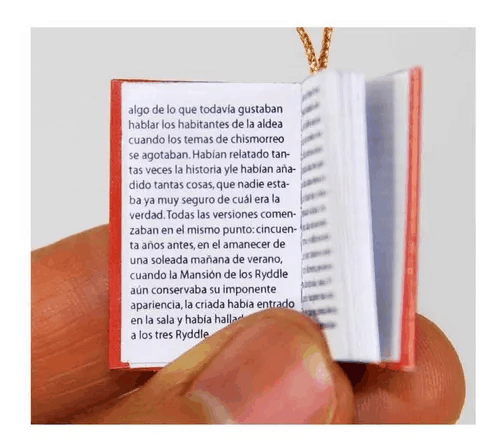 algo de lo que todavía gustaban
hablar los habitantes de la aldea
cuando los temas de chismorreo
se agotaban. Habían relatado tan-
tas veces la historia yle habían aña-
dido tantas cosas, que nadie esta-
ba ya muy seguro de cuál era la
verdad. Todas las versiones comen-
zaban en el mismo punto: cincuen-
ta años antes, en el amanecer de
una soleada mañana de verano,
cuando la Mansión de los Ryddle
aún conservaba su imponente
apariencia, la criada había entrado
en la sala y había
a los tres Ryddle